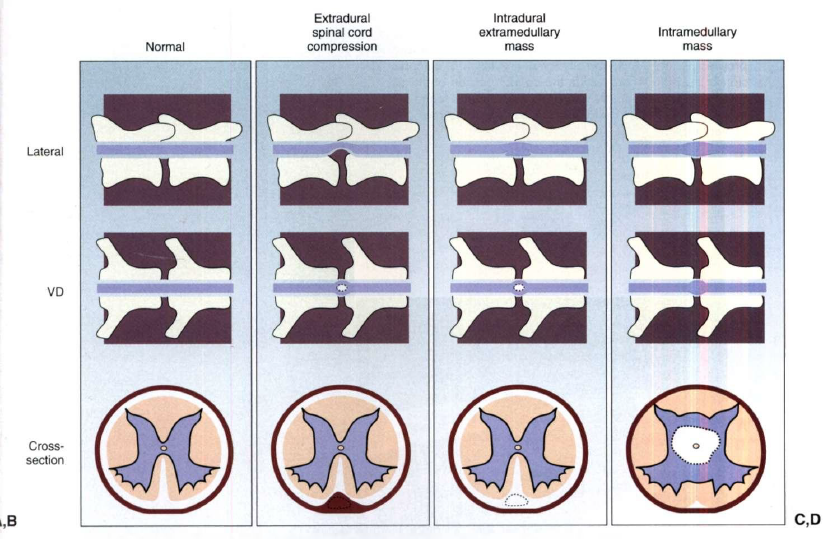 Normal
Extradural
spinal cord
compression
Intradural
extramedullary
mass
Intramedullary
mass
Lateral
VD
Cross-
section
A,B
C,D